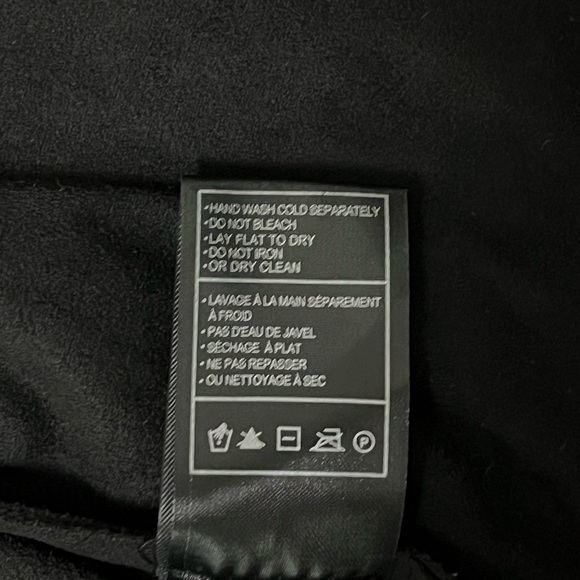 •HAND WASH COLD SEPARATELY
•DO NOT BLEACH
•LAY FLAT TO DRY
•DO NOT IRON
•OR DRY CLEAN
•LAVAGE À LA MAIN SÉPAREMENT
À FROID
•PAS D'EAU DE JAVEL
•SÉCHAGE À PLAT
•NE PAS REPASSER
•OU NETTOYAGE À SEC
P